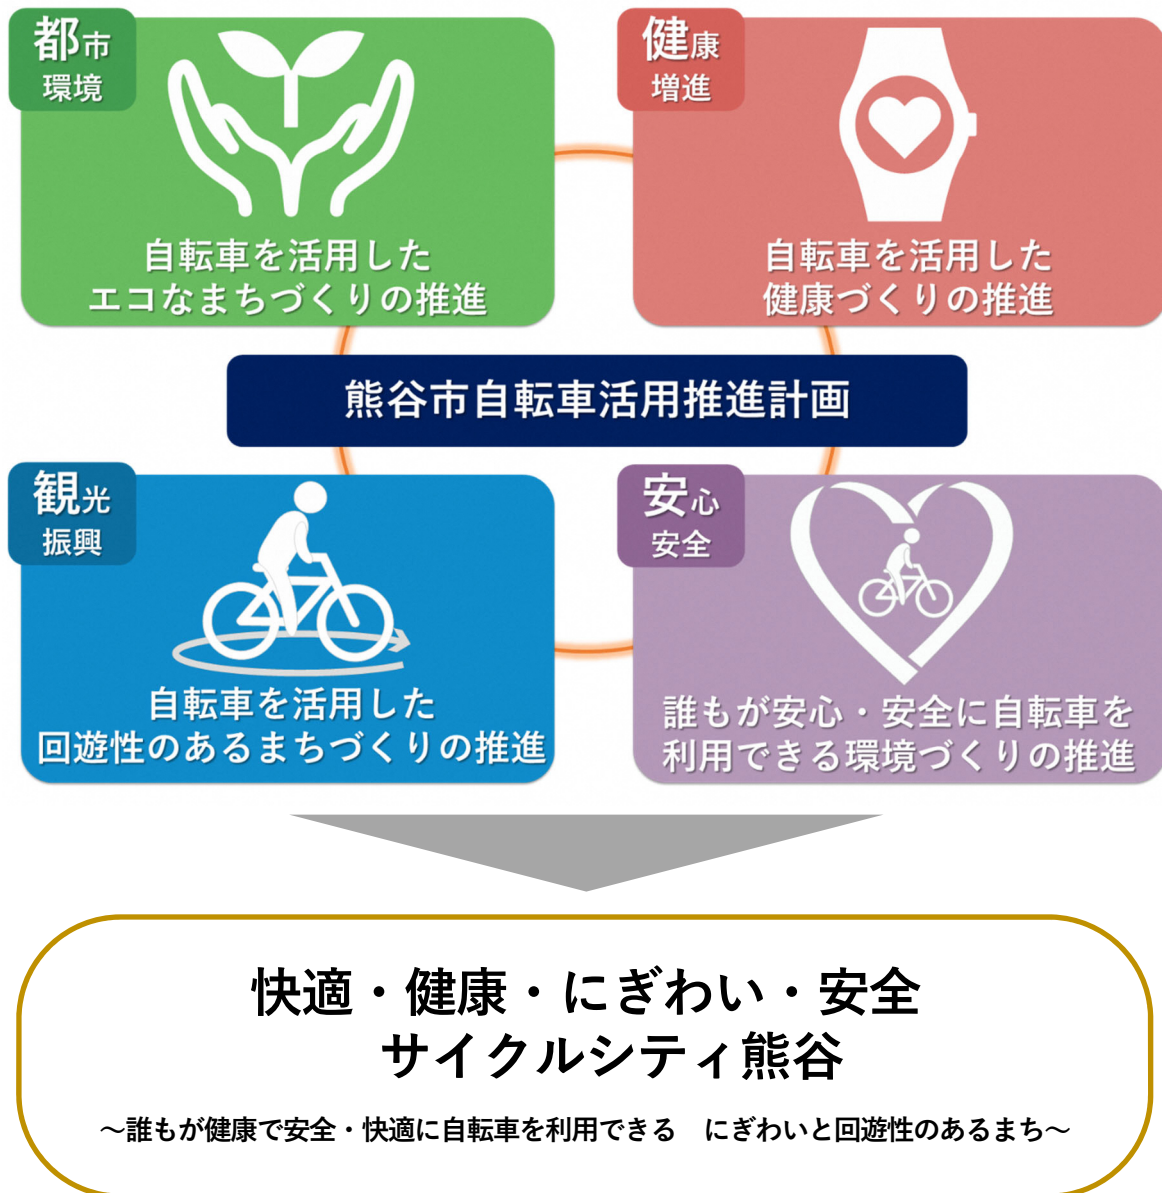 都市
環境
自転車を活用した
エコなまちづくりの推進
健康
増進
自転車を活用した
健康づくりの推進
熊谷市自転車活用推進計画
観光
振興
自転車を活用した
回遊性のあるまちづくりの推進
安心
安全
誰もが安心・安全に自転車を
利用できる環境づくりの推進
快適・健康・にぎわい・安全
サイクルシティ熊谷
～誰もが健康で安全・快適に自転車を利用できる　にぎわいと回遊性のあるまち～